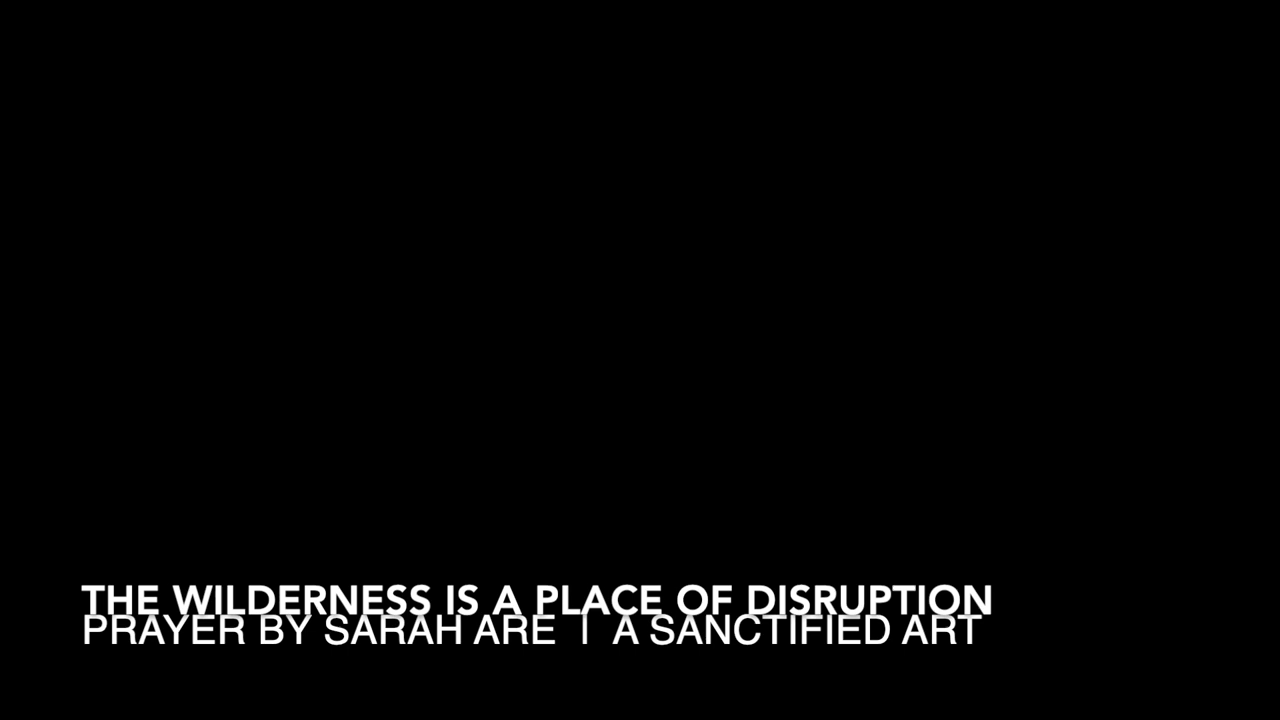 THE WILDERNESS IS A PLACE OF DISRUPTION
PRAYER BY SARAH ARE | A SANCTIFIED ART